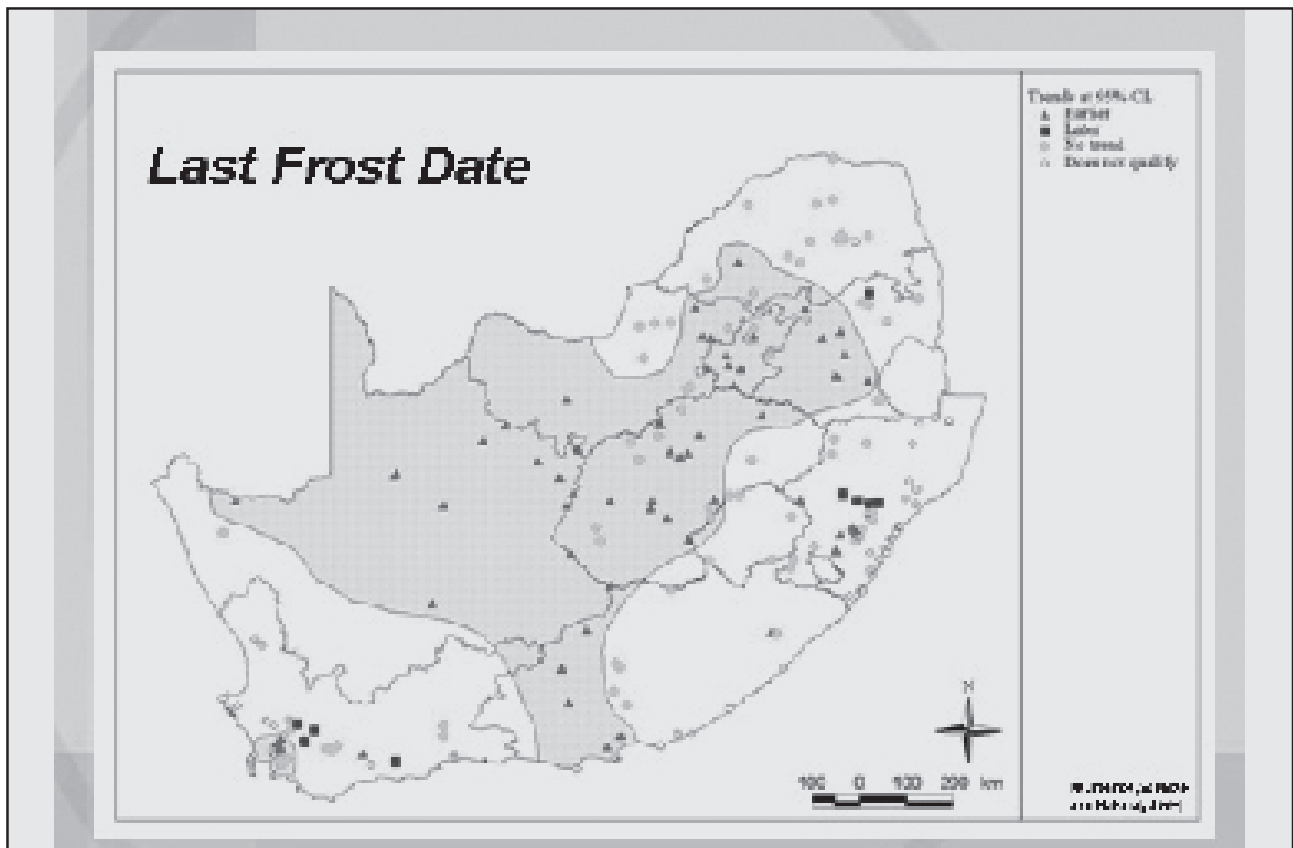 Last Frost Date
Trends at 95% CL
Earlier
Later
No trend
Does not qualify
N
100 0 100 200 km